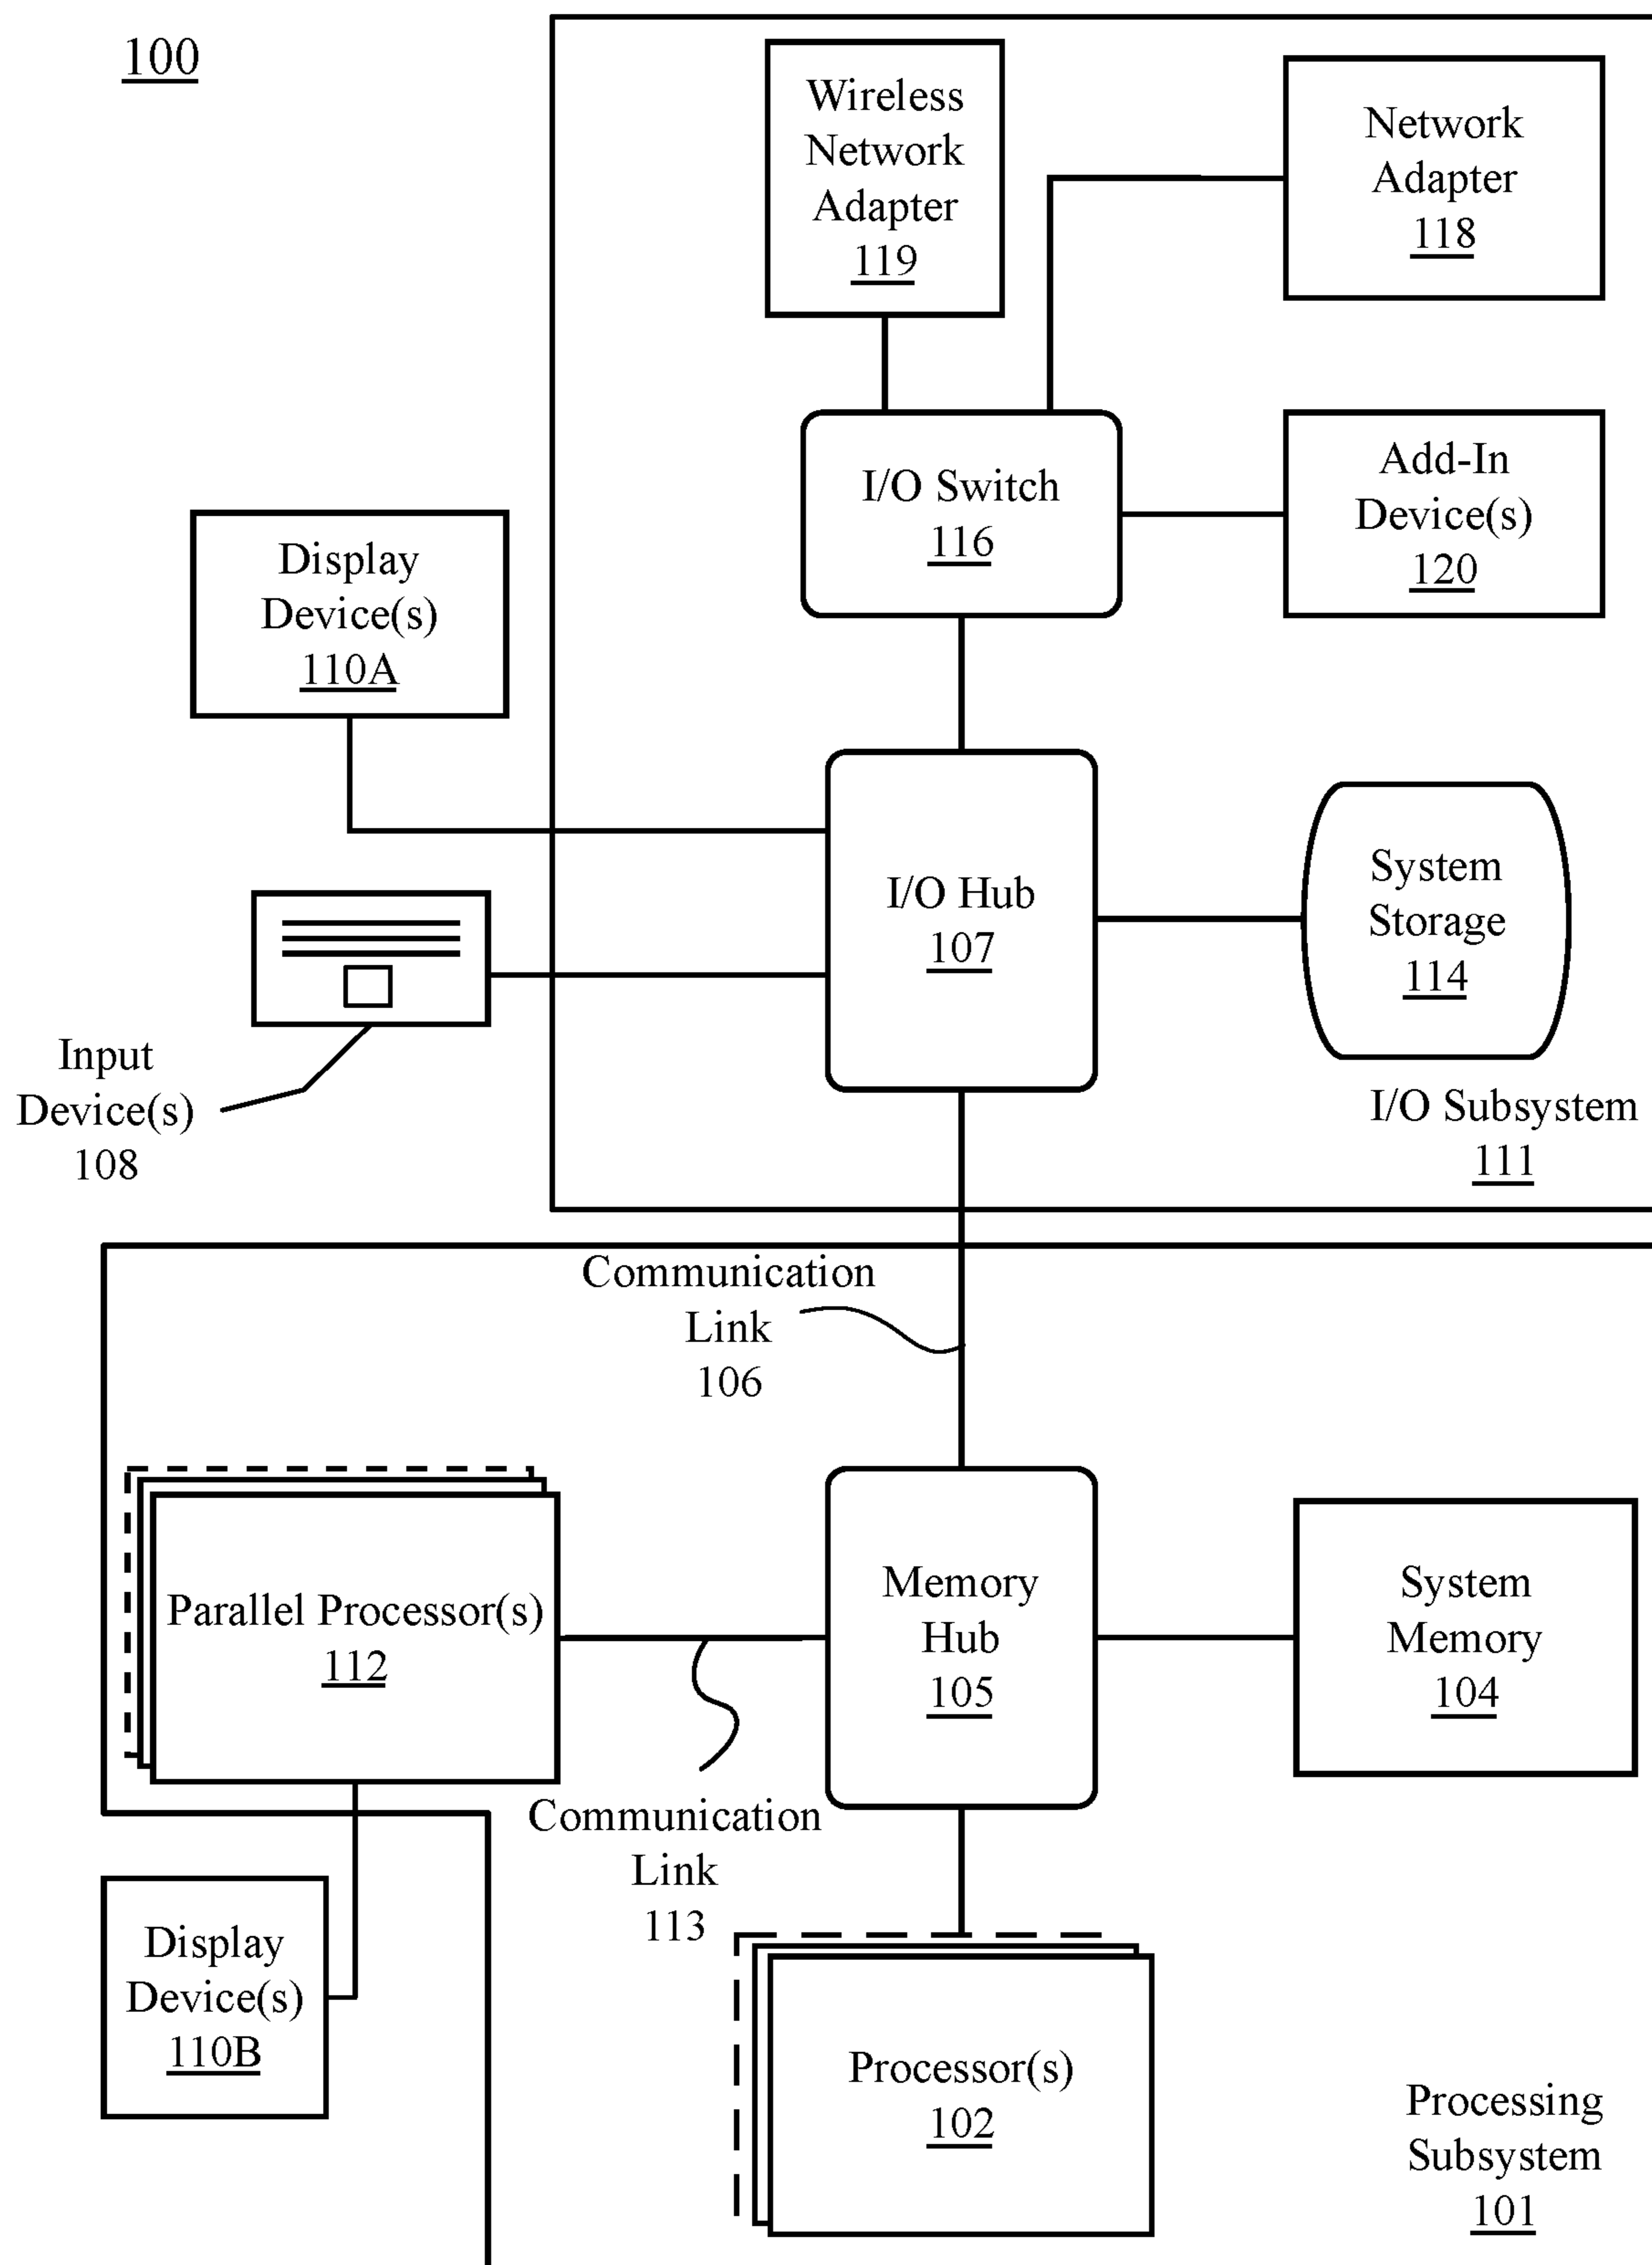 100
Wireless
Network
Adapter
119
Network
Adapter
118
I/O Switch
116
Add-In
Device(s)
120
Display
Device(s)
110A
I/O Hub
107
System
Storage
114
Input
Device(s)
108
I/O Subsystem
111
Communication
Link
106
Parallel Processor(s)
112
Memory
Hub
105
System
Memory
104
Communication
Link
113
Display
Device(s)
110B
Processor(s)
102
Processing
Subsystem
101